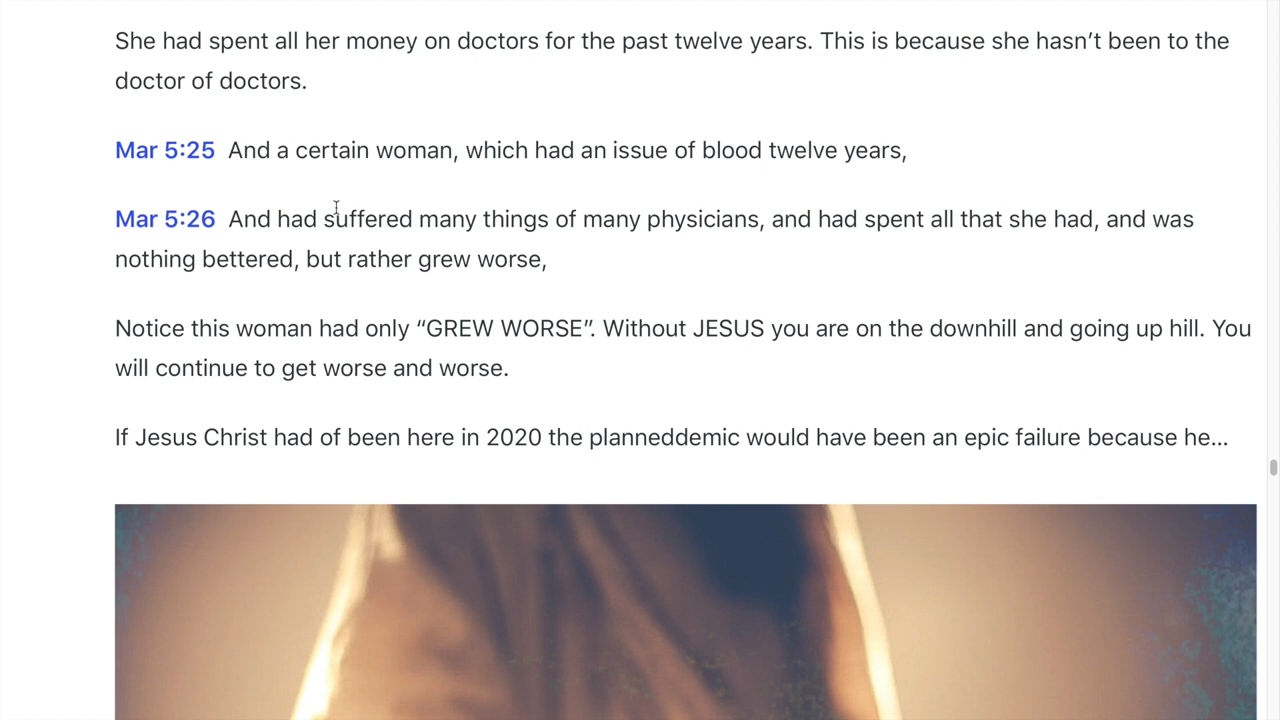 She had spent all her money on doctors for the past twelve years. This is because she hasn’t been to the
doctor of doctors.
Mar 5:25 And a certain woman, which had an issue of blood twelve years,
Mar 5:26 And had suffered many things of many physicians, and had spent all that she had, and was
nothing bettered, but rather grew worse,
Notice this woman had only “GREW WORSE”. Without JESUS you are on the downhill and going up hill. You
will continue to get worse and worse.
If Jesus Christ had of been here in 2020 the planneddemic would have been an epic failure because he...